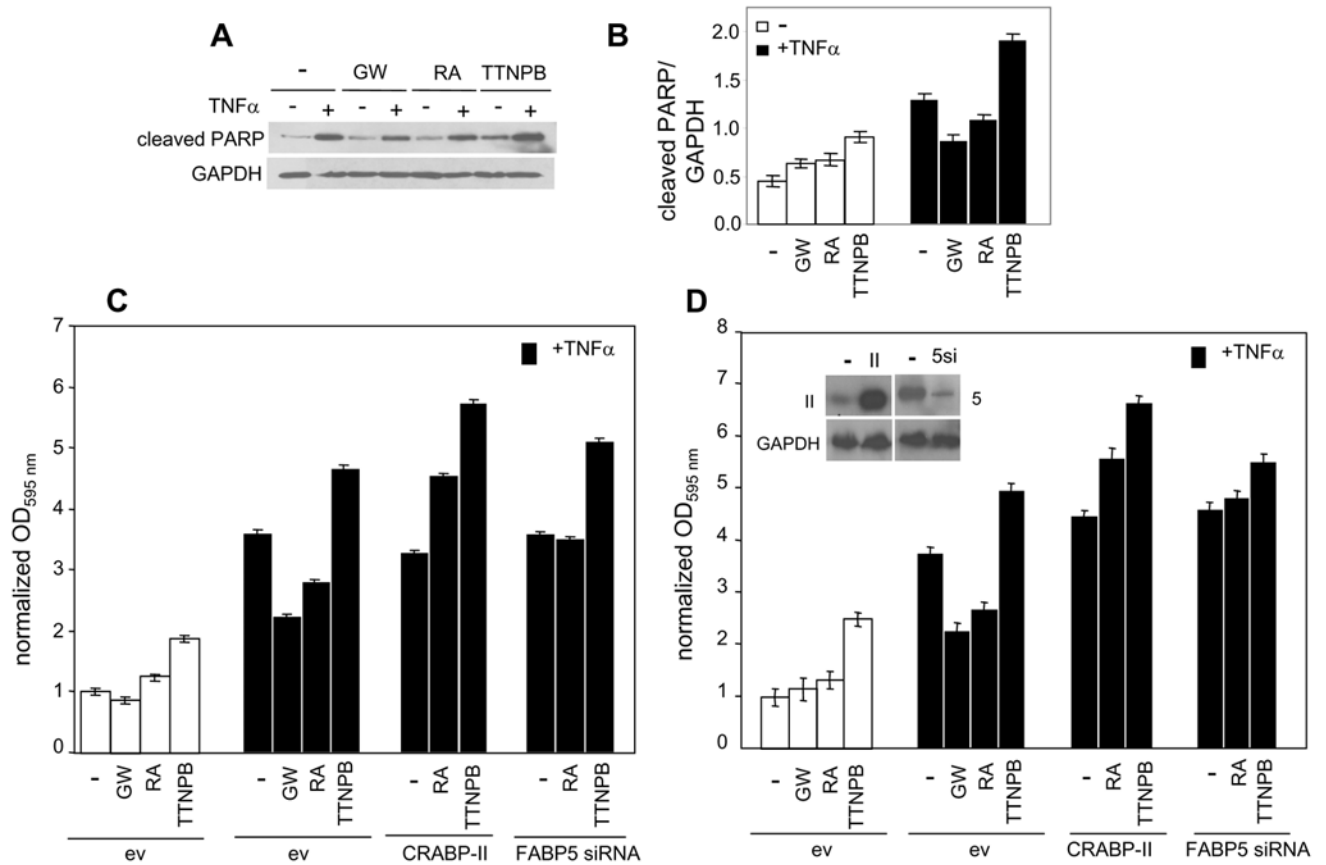 A
- GW RA TTNPB
TNFα - + - + - + - +
cleaved PARP
GAPDH
B
-
+TNFα
cleaved PARP/
GAPDH
2.0
1.5
1.0
0.5
0.0
- GW RA TTNPB - GW RA TTNPB
C
+TNFα
normalized OD595 nm
7
6
5
4
3
2
1
0
- GW RA TTNPB - GW RA TTNPB - RA TTNPB - RA TTNPB
ev ev CRABP-II FABP5 siRNA
D
- II - 5si
II 5
GAPDH
+TNFα
normalized OD595 nm
8
7
6
5
4
3
2
1
0
- GW RA TTNPB - GW RA TTNPB - RA TTNPB - RA TTNPB
ev ev CRABP-II FABP5 siRNA